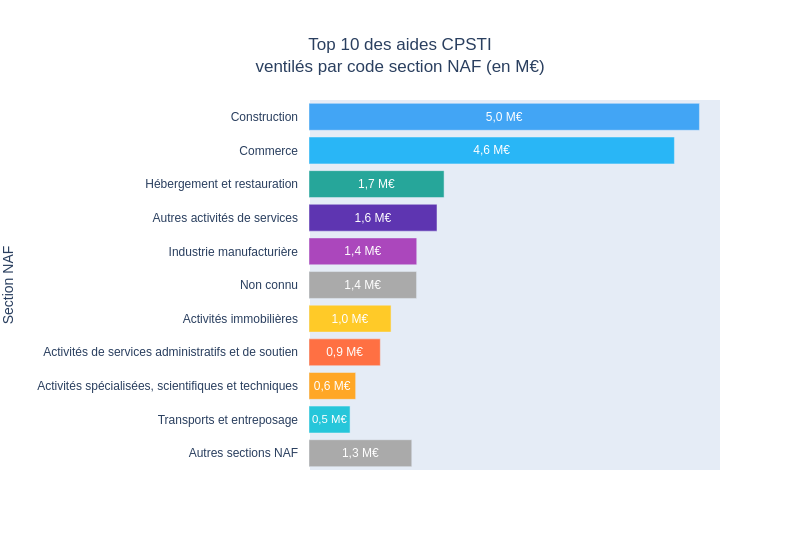 Top 10 des aides CPSTI
ventilés par code section NAF (en M€)
Section NAF
Construction 5,0 M€
Commerce 4,6 M€
Hébergement et restauration 1,7 M€
Autres activités de services 1,6 M€
Industrie manufacturière 1,4 M€
Non connu 1,4 M€
Activités immobilières 1,0 M€
Activités de services administratifs et de soutien 0,9 M€
Activités spécialisées, scientifiques et techniques 0,6 M€
Transports et entreposage 0,5 M€
Autres sections NAF 1,3 M€